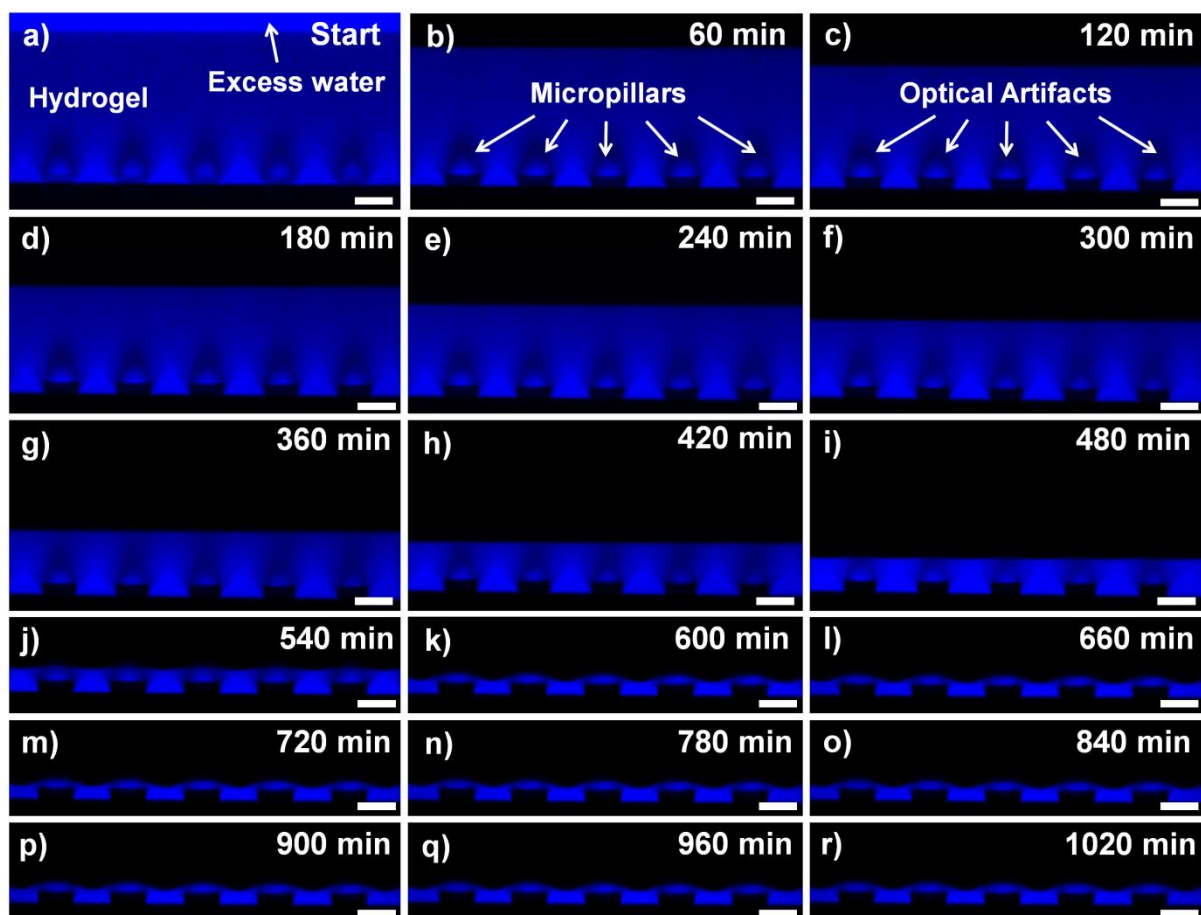 a) Start
Excess water
Hydrogel
b) 60 min
Micropillars
c) 120 min
Optical Artifacts
d) 180 min
e) 240 min
f) 300 min
g) 360 min
h) 420 min
i) 480 min
j) 540 min
k) 600 min
l) 660 min
m) 720 min
n) 780 min
o) 840 min
p) 900 min
q) 960 min
r) 1020 min